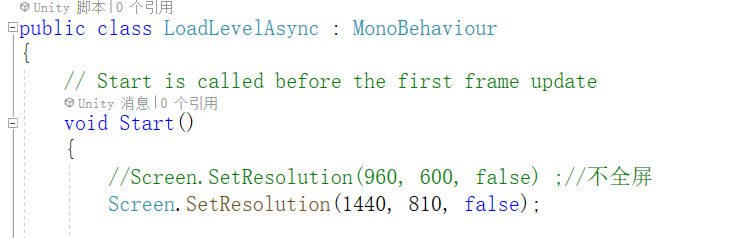 Unity 脚本|0 个引用
public class LoadLevelAsync : MonoBehaviour
{
// Start is called before the first frame update
Unity 消息|0 个引用
void Start()
{
//Screen.SetResolution(960, 600, false) ;//不全屏
Screen.SetResolution(1440, 810, false);